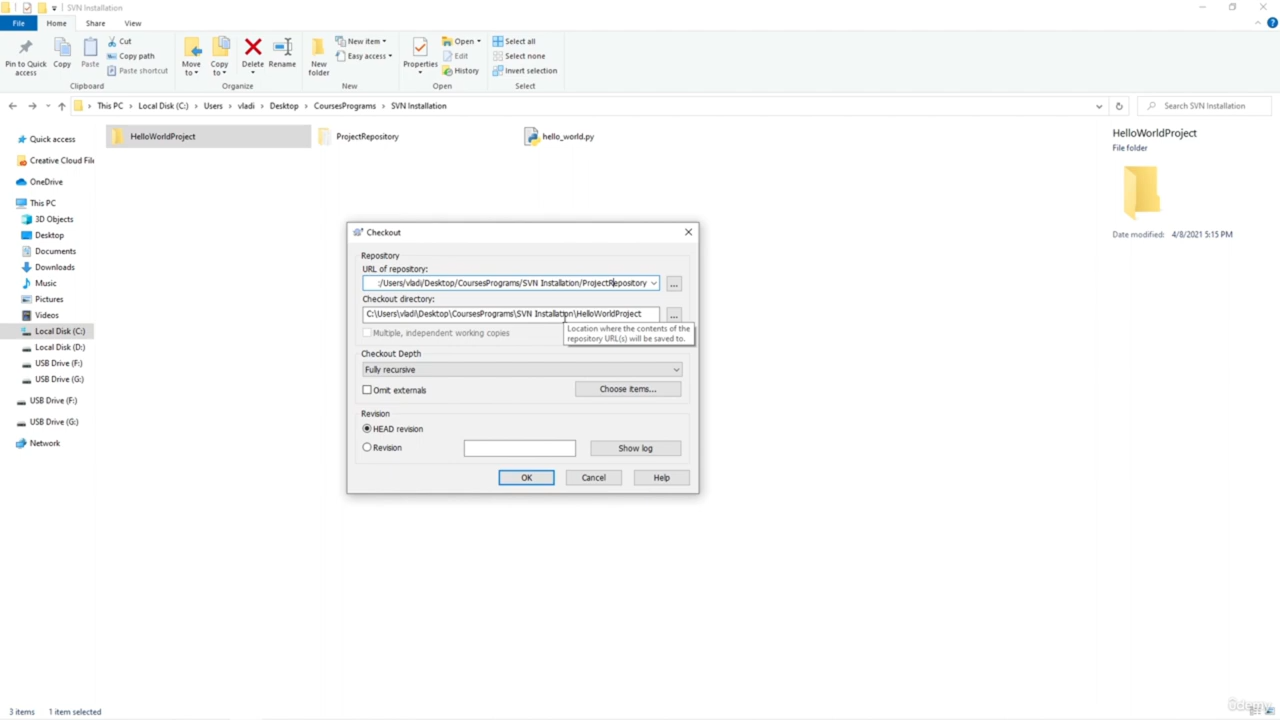 SVN Installation
File Home Share View
Pin to Quick access
Copy
Paste
Cut
Copy path
Paste shortcut
Clipboard
Move to
Copy to
Delete
Rename
Organize
New folder
New item
Easy access
New
Properties
Open
Edit
History
Open
Select all
Select none
Invert selection
Select
This PC > Local Disk (C:) > Users > vladi > Desktop > CoursesPrograms > SVN Installation
Search SVN Installation
Quick access
Creative Cloud File
OneDrive
This PC
3D Objects
Desktop
Documents
Downloads
Music
Pictures
Videos
Local Disk (C:)
Local Disk (D:)
USB Drive (F:)
USB Drive (G:)
USB Drive (F:)
USB Drive (G:)
Network
HelloWorldProject
ProjectRepository
hello_world.py
HelloWorldProject
File folder
Date modified: 4/8/2021 5:15 PM
Checkout
Repository
URL of repository:
:/Users/vladi/Desktop/CoursesPrograms/SVN Installation/ProjectRepository
...
Checkout directory:
C:\Users\vladi\Desktop\CoursesPrograms\SVN Installation\HelloWorldProject
...
Multiple, independent working copies
Location where the contents of the
repository URL(s) will be saved to.
Checkout Depth
Fully recursive
Omit externals
Choose items...
Revision
HEAD revision
Revision
Show log
OK
Cancel
Help
3 items 1 item selected
ûdemy